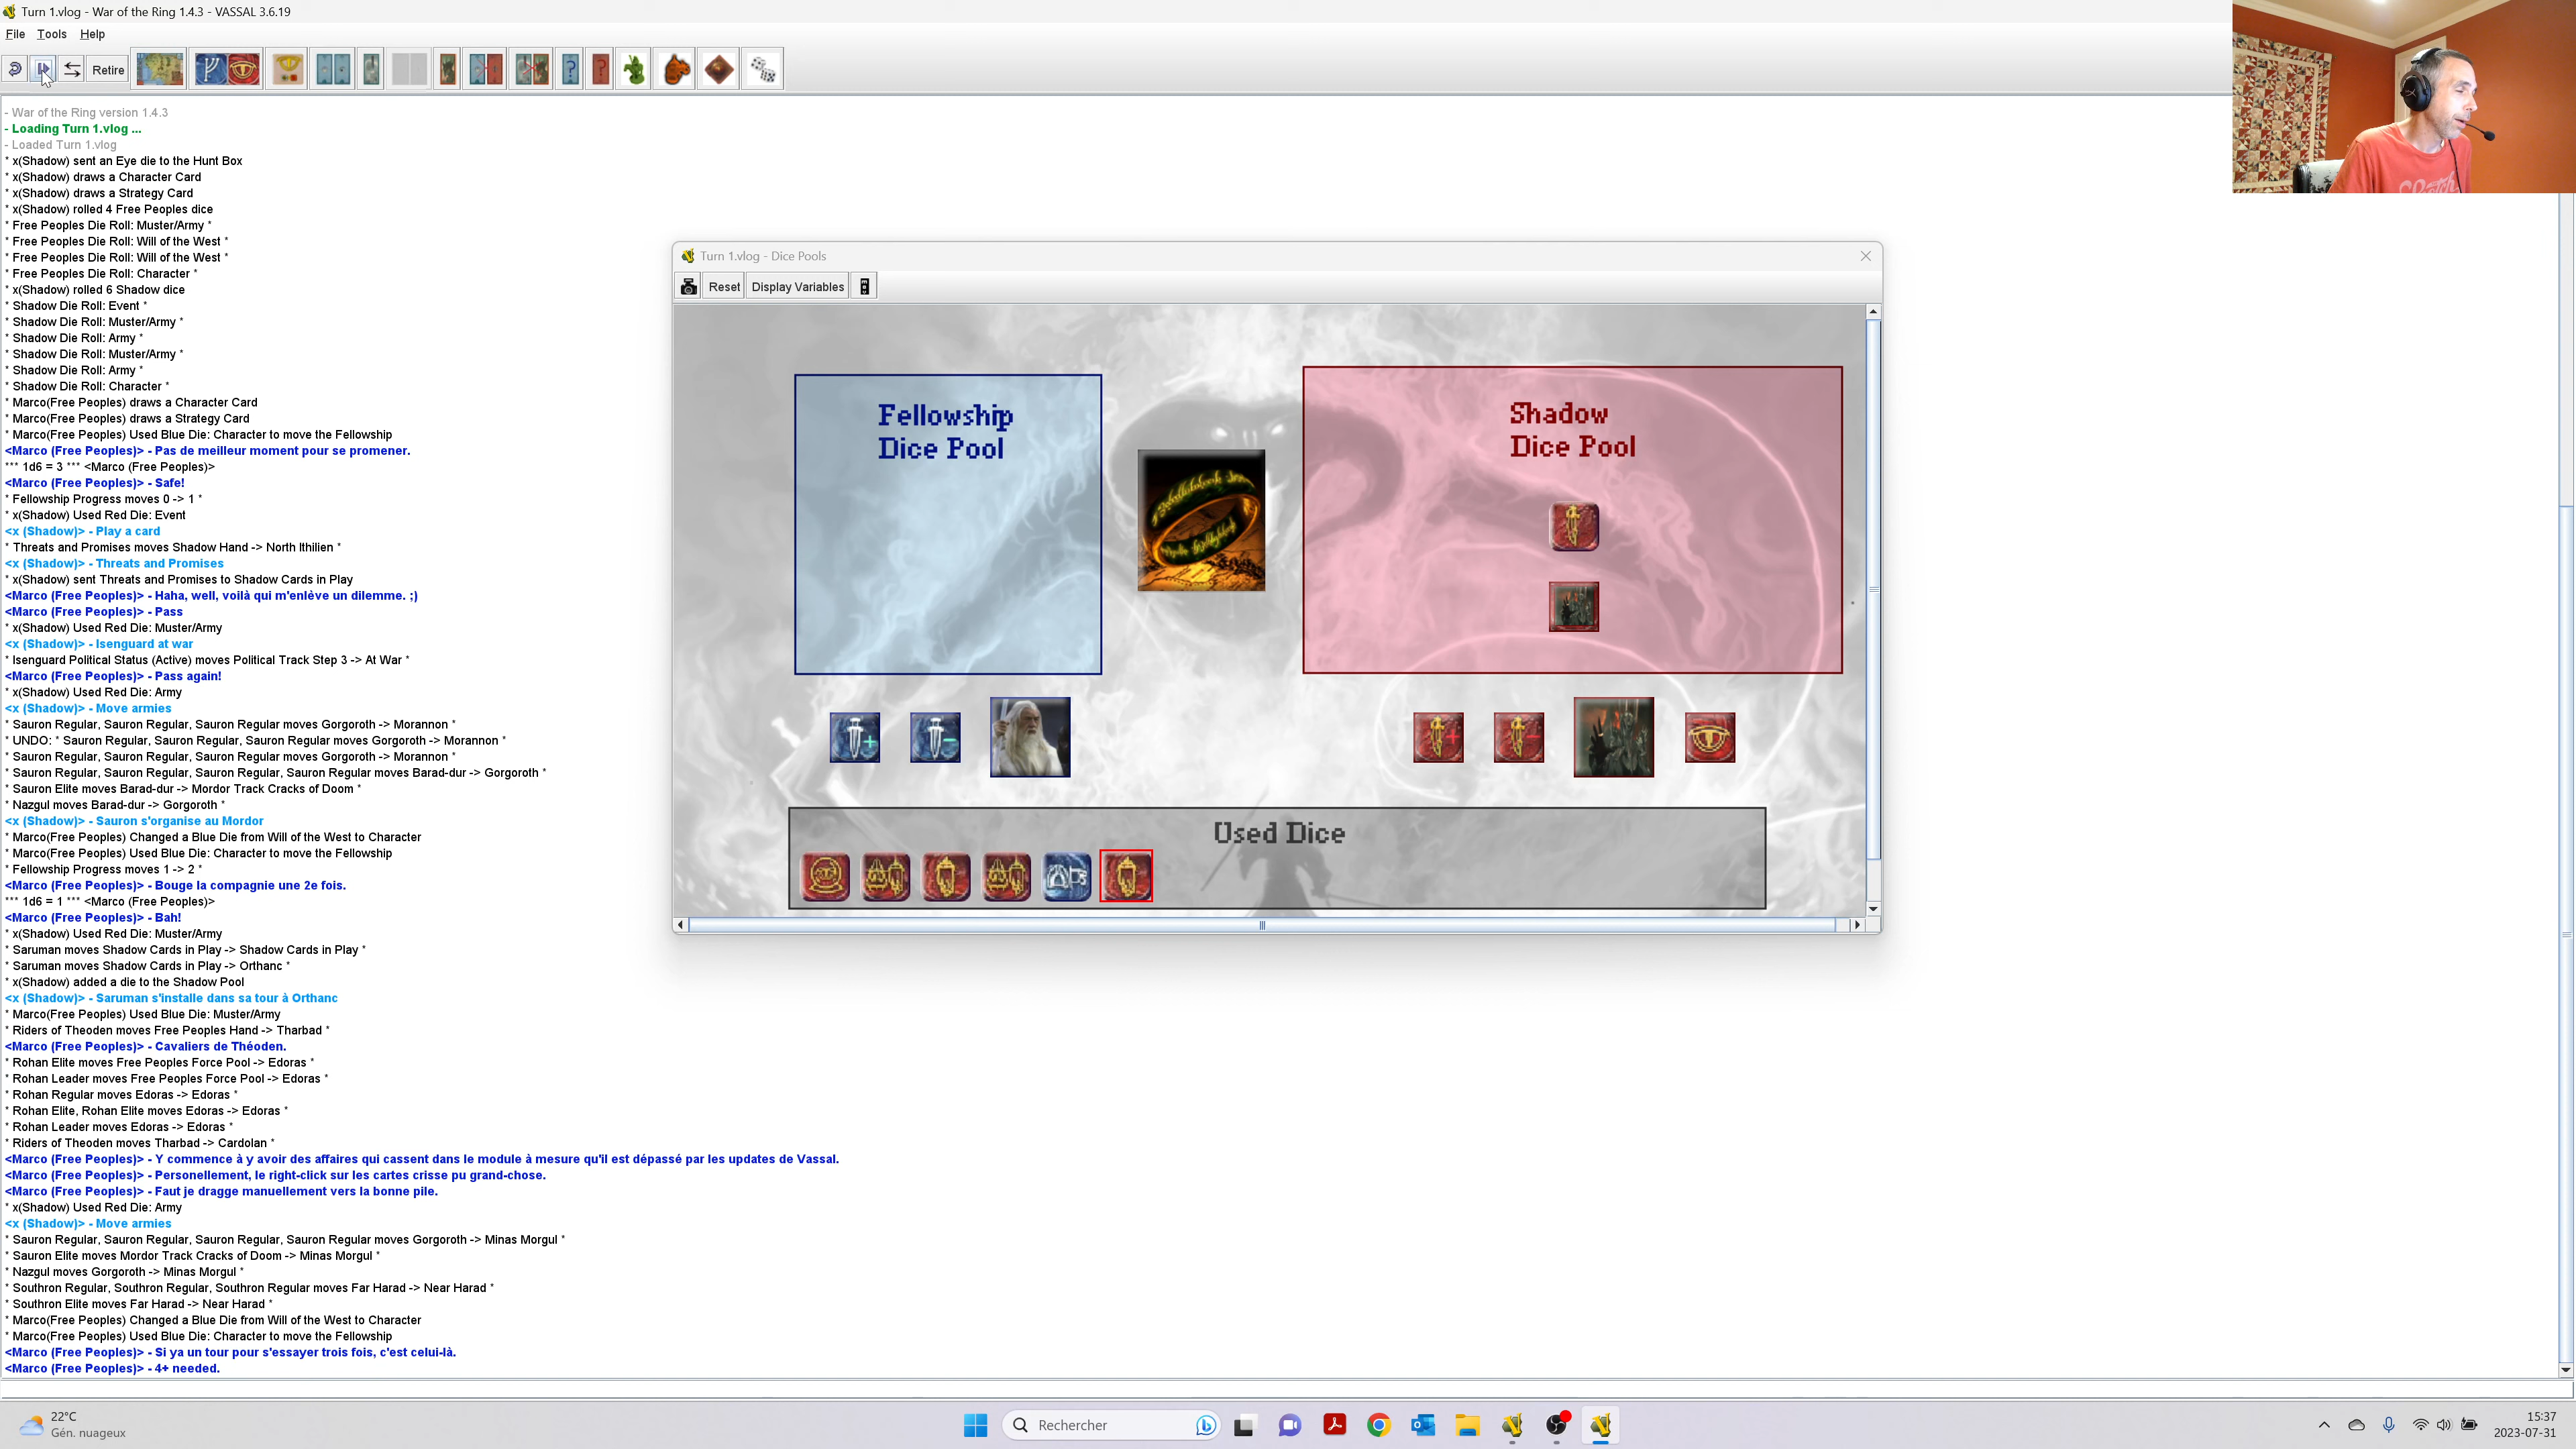 Turn 1.vlog - War of the Ring 1.4.3 - VASSAL 3.6.19
File Tools Help
Retire
- War of the Ring version 1.4.3
- Loading Turn 1.vlog ...
- Loaded Turn 1.vlog
* x(Shadow) sent an Eye die to the Hunt Box
* x(Shadow) draws a Character Card
* x(Shadow) draws a Strategy Card
* x(Shadow) rolled 4 Free Peoples dice
* Free Peoples Die Roll: Muster/Army *
* Free Peoples Die Roll: Will of the West *
* Free Peoples Die Roll: Will of the West *
* Free Peoples Die Roll: Character *
* x(Shadow) rolled 6 Shadow dice
* Shadow Die Roll: Event *
* Shadow Die Roll: Muster/Army *
* Shadow Die Roll: Army *
* Shadow Die Roll: Muster/Army *
* Shadow Die Roll: Army *
* Shadow Die Roll: Character *
* Marco(Free Peoples) draws a Character Card
* Marco(Free Peoples) draws a Strategy Card
* Marco(Free Peoples) Used Blue Die: Character to move the Fellowship
<Marco (Free Peoples)> - Pas de meilleur moment pour se promener.
*** 1d6 = 3 *** <Marco (Free Peoples)>
<Marco (Free Peoples)> - Safe!
* Fellowship Progress moves 0 -> 1 *
* x(Shadow) Used Red Die: Event
<x (Shadow)> - Play a card
* Threats and Promises moves Shadow Hand -> North Ithilien *
<x (Shadow)> - Threats and Promises
* x(Shadow) sent Threats and Promises to Shadow Cards in Play
<Marco (Free Peoples)> - Haha, well, voilà qui m'enlève un dilemme. ;)
<Marco (Free Peoples)> - Pass
* x(Shadow) Used Red Die: Muster/Army
<x (Shadow)> - Isenguard at war
* Isenguard Political Status (Active) moves Political Track Step 3 -> At War *
<Marco (Free Peoples)> - Pass again!
* x(Shadow) Used Red Die: Army
<x (Shadow)> - Move armies
* Sauron Regular, Sauron Regular, Sauron Regular moves Gorgoroth -> Morannon *
* UNDO: * Sauron Regular, Sauron Regular, Sauron Regular moves Gorgoroth -> Morannon *
* Sauron Regular, Sauron Regular, Sauron Regular moves Gorgoroth -> Morannon *
* Sauron Regular, Sauron Regular, Sauron Regular, Sauron Regular moves Barad-dur -> Gorgoroth *
* Sauron Elite moves Barad-dur -> Mordor Track Cracks of Doom *
* Nazgul moves Barad-dur -> Gorgoroth *
<x (Shadow)> - Sauron s'organise au Mordor
* Marco(Free Peoples) Changed a Blue Die from Will of the West to Character
* Marco(Free Peoples) Used Blue Die: Character to move the Fellowship
* Fellowship Progress moves 1 -> 2 *
<Marco (Free Peoples)> - Bouge la compagnie une 2e fois.
*** 1d6 = 1 *** <Marco (Free Peoples)>
<Marco (Free Peoples)> - Bah!
* x(Shadow) Used Red Die: Muster/Army
* Saruman moves Shadow Cards in Play -> Shadow Cards in Play *
* Saruman moves Shadow Cards in Play -> Orthanc *
* x(Shadow) added a die to the Shadow Pool
<x (Shadow)> - Saruman s'installe dans sa tour à Orthanc
* Marco(Free Peoples) Used Blue Die: Muster/Army
* Riders of Theoden moves Free Peoples Hand -> Tharbad *
<Marco (Free Peoples)> - Cavaliers de Théoden.
* Rohan Elite moves Free Peoples Force Pool -> Edoras *
* Rohan Leader moves Free Peoples Force Pool -> Edoras *
* Rohan Regular moves Edoras -> Edoras *
* Rohan Elite, Rohan Elite moves Edoras -> Edoras *
* Rohan Leader moves Edoras -> Edoras *
* Riders of Theoden moves Tharbad -> Cardolan *
<Marco (Free Peoples)> - Y commence à y avoir des affaires qui cassent dans le module à mesure qu'il est dépassé par les updates de Vassal.
<Marco (Free Peoples)> - Personellement, le right-click sur les cartes crisse pu grand-chose.
<Marco (Free Peoples)> - Faut je dragge manuellement vers la bonne pile.
* x(Shadow) Used Red Die: Army
<x (Shadow)> - Move armies
* Sauron Regular, Sauron Regular, Sauron Regular, Sauron Regular moves Gorgoroth -> Minas Morgul *
* Sauron Elite moves Mordor Track Cracks of Doom -> Minas Morgul *
* Nazgul moves Gorgoroth -> Minas Morgul *
* Southron Regular, Southron Regular, Southron Regular moves Far Harad -> Near Harad *
* Southron Elite moves Far Harad -> Near Harad *
* Marco(Free Peoples) Changed a Blue Die from Will of the West to Character
* Marco(Free Peoples) Used Blue Die: Character to move the Fellowship
<Marco (Free Peoples)> - Si ya un tour pour s'essayer trois fois, c'est celui-là.
<Marco (Free Peoples)> - 4+ needed.
Turn 1.vlog - Dice Pools
Reset Display Variables
Fellowship
Dice Pool
Shadow
Dice Pool
Used Dice
22°C
Gén. nuageux
Rechercher
15:37
2023-07-31